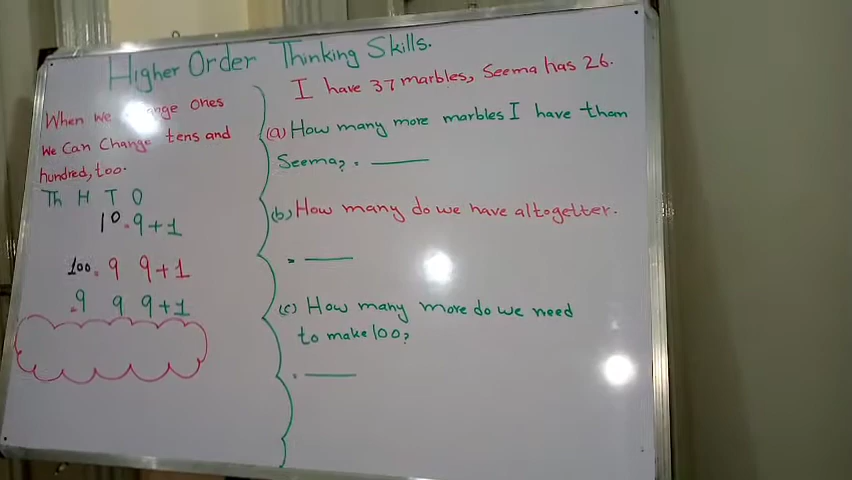 Higher Order Thinking Skills.
When we change ones
we can change tens and
hundred, too.
Th H T O
10. 9+1
100. 9 9+1
.9 9 9+1
I have 37 marbles, Seema has 26.
(a) How many more marbles I have than
Seema? = ______
(b) How many do we have altogetter.
= ______
(c) How many more do we need
to make 100?
= ______